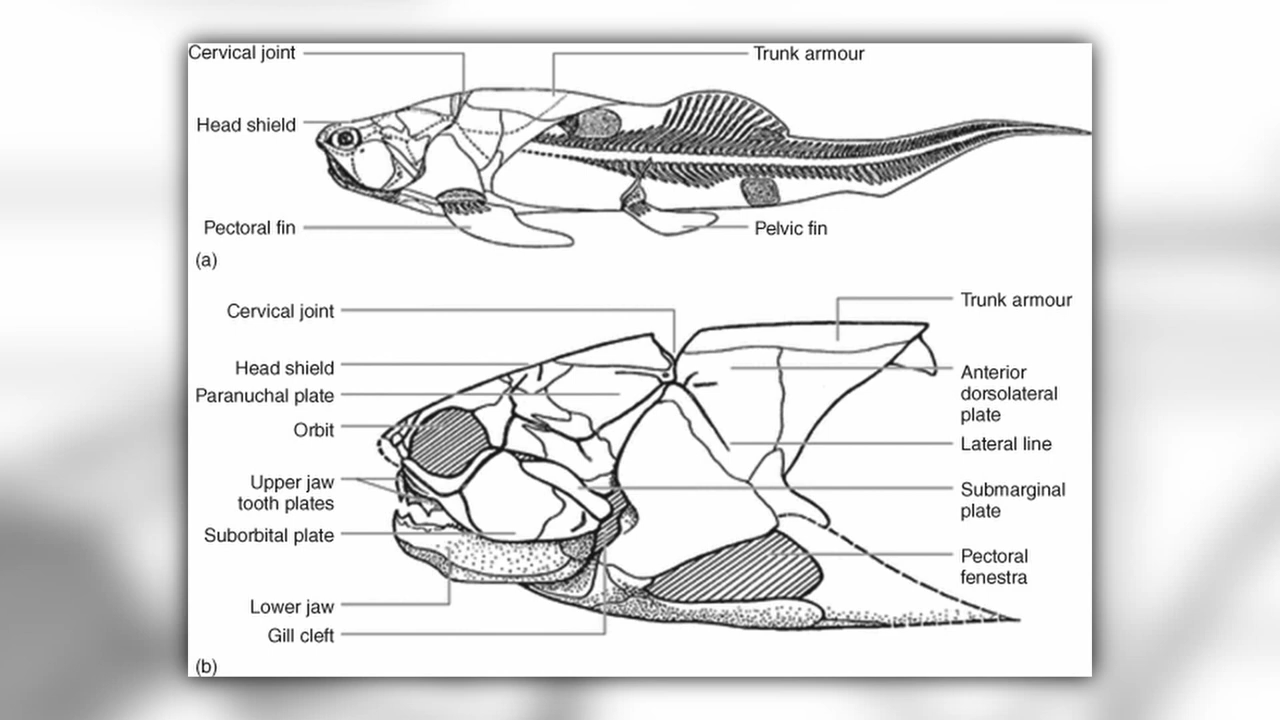 Cervical joint
Trunk armour
Head shield
Pectoral fin
Pelvic fin
(a)
Cervical joint
Trunk armour
Head shield
Paranuchal plate
Orbit
Upper jaw
tooth plates
Suborbital plate
Lower jaw
Gill cleft
Anterior
dorsolateral
plate
Lateral line
Submarginal
plate
Pectoral
fenestra
(b)